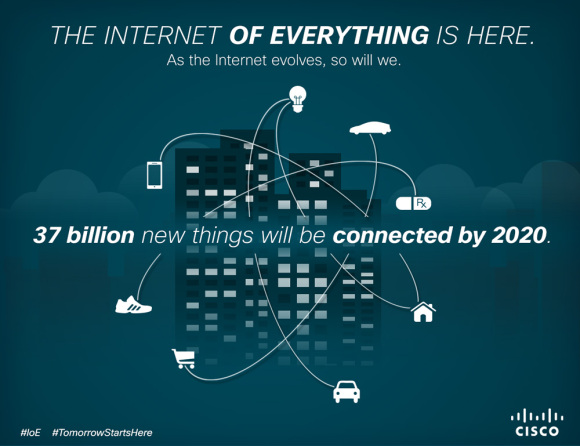 THE INTERNET OF EVERYTHING IS HERE.
As the Internet evolves, so will we.
Rx
37 billion new things will be connected by 2020.
#IoE #TomorrowStartsHere
CISCO